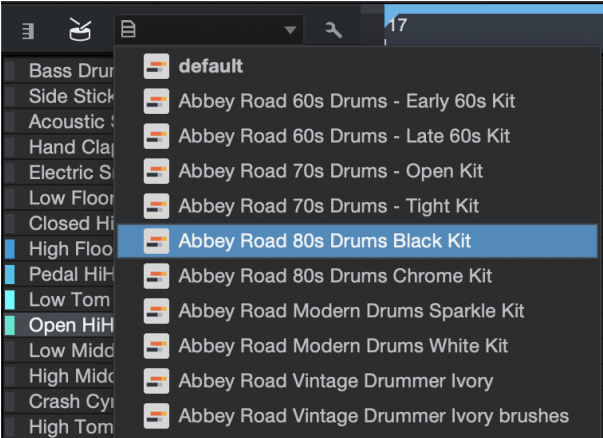 17
default
Bass Drum
Abbey Road 60s Drums - Early 60s Kit
Side Stick
Abbey Road 60s Drums - Late 60s Kit
Acoustic
Hand Cla
Abbey Road 70s Drums - Open Kit
Electric S
Abbey Road 70s Drums - Tight Kit
Low Floor
Closed Hi
Abbey Road 80s Drums Black Kit
High Floo
Pedal HiH
Abbey Road 80s Drums Chrome Kit
Low Tom
Abbey Road Modern Drums Sparkle Kit
Open HiH
Low Midd
Abbey Road Modern Drums White Kit
High Midd
Abbey Road Vintage Drummer Ivory
Crash Cy
Abbey Road Vintage Drummer Ivory brushes
High Tom